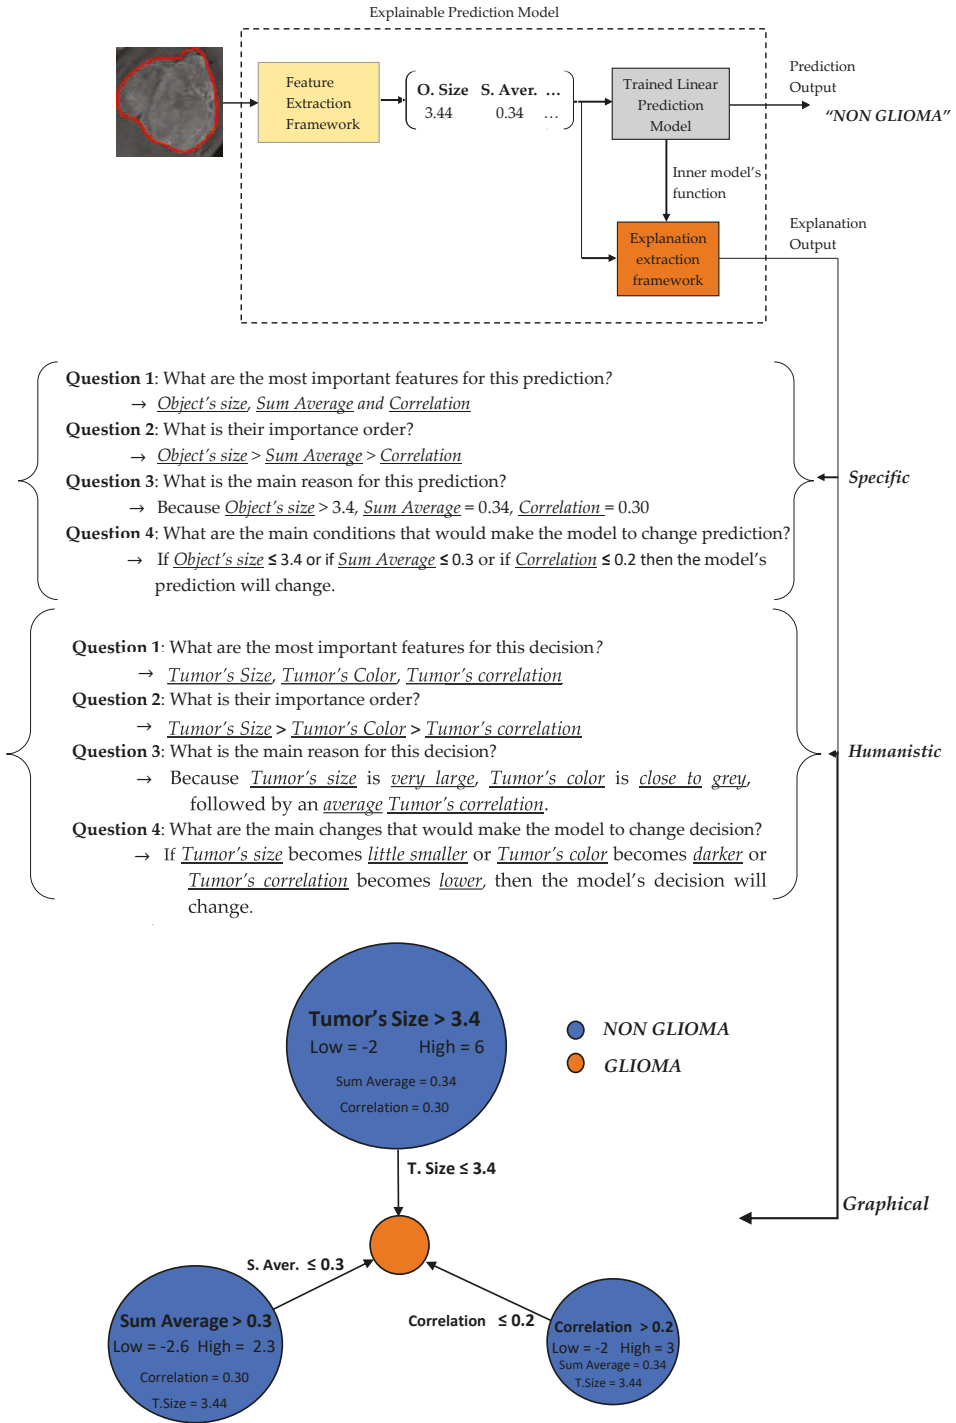 Explainable Prediction Model
Feature
Extraction
Framework
O. Size S. Aver. ...
3.44 0.34 ...
Trained Linear
Prediction
Model
Prediction
Output
“NON GLIOMA”
Inner model’s
function
Explanation
extraction
framework
Explanation
Output
Question 1: What are the most important features for this prediction?
→ Object’s size, Sum Average and Correlation
Question 2: What is their importance order?
→ Object’s size > Sum Average > Correlation
Question 3: What is the main reason for this prediction?
→ Because Object’s size > 3.4, Sum Average = 0.34, Correlation = 0.30
Question 4: What are the main conditions that would make the model to change prediction?
→ If Object’s size ≤ 3.4 or if Sum Average ≤ 0.3 or if Correlation ≤ 0.2 then the model’s
prediction will change.
Specific
Question 1: What are the most important features for this decision?
→ Tumor’s Size, Tumor’s Color, Tumor’s correlation
Question 2: What is their importance order?
→ Tumor’s Size > Tumor’s Color > Tumor’s correlation
Question 3: What is the main reason for this decision?
→ Because Tumor’s size is very large, Tumor’s color is close to grey,
followed by an average Tumor’s correlation.
Question 4: What are the main changes that would make the model to change decision?
→ If Tumor’s size becomes little smaller or Tumor’s color becomes darker or
Tumor’s correlation becomes lower, then the model’s decision will
change.
Humanistic
Tumor’s Size > 3.4
Low = -2 High = 6
Sum Average = 0.34
Correlation = 0.30
NON GLIOMA
GLIOMA
T. Size ≤ 3.4
Graphical
S. Aver. ≤ 0.3
Correlation ≤ 0.2
Sum Average > 0.3
Low = -2.6 High = 2.3
Correlation = 0.30
T.Size = 3.44
Correlation > 0.2
Low = -2 High = 3
Sum Average = 0.34
T.Size = 3.44